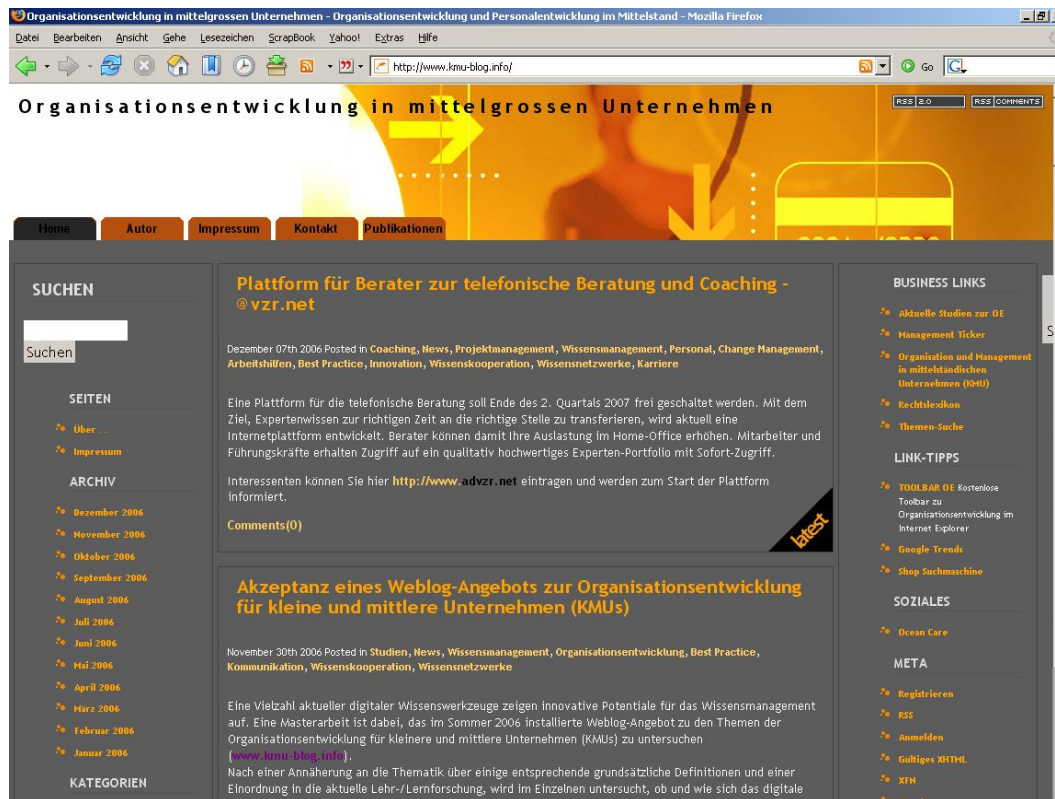 Organisationsentwicklung in mittelgrossen Unternehmen - Organisationsentwicklung und Personalentwicklung im Mittelstand - Mozilla Firefox
Datei Bearbeiten Ansicht Gehe Lesezeichen ScrapBook Yahoo! Extras Hilfe
http://www.kmu-blog.info/ Go
Organisationsentwicklung in mittelgrossen Unternehmen
RSS 2.0 RSS COMMENTS
Home Autor Impressum Kontakt Publikationen
SUCHEN
Suchen
SEITEN
Über ...
Impressum
ARCHIV
Dezember 2006
November 2006
Oktober 2006
September 2006
August 2006
Juli 2006
Juni 2006
Mai 2006
April 2006
März 2006
Februar 2006
Januar 2006
KATEGORIEN
Plattform für Berater zur telefonische Beratung und Coaching -
@vzr.net
Dezember 07th 2006 Posted in Coaching, News, Projektmanagement, Wissensmanagement, Personal, Change Management,
Arbeitshilfen, Best Practice, Innovation, Wissenskooperation, Wissensnetzwerke, Karriere
Eine Plattform für die telefonische Beratung soll Ende des 2. Quartals 2007 frei geschaltet werden. Mit dem
Ziel, Expertenwissen zur richtigen Zeit an die richtige Stelle zu transferieren, wird aktuell eine
Internetplattform entwickelt. Berater können damit Ihre Auslastung im Home-Office erhöhen. Mitarbeiter und
Führungskräfte erhalten Zugriff auf ein qualitativ hochwertiges Experten-Portfolio mit Sofort-Zugriff.
Interessenten können Sie hier http://www.advzr.net eintragen und werden zum Start der Plattform
informiert.
Comments(0)
latest
Akzeptanz eines Weblog-Angebots zur Organisationsentwicklung
für kleine und mittlere Unternehmen (KMUs)
November 30th 2006 Posted in Studien, News, Wissensmanagement, Organisationsentwicklung, Best Practice,
Kommunikation, Wissenskooperation, Wissensnetzwerke
Eine Vielzahl aktueller digitaler Wissenswerkzeuge zeigen innovative Potentiale für das Wissensmanagement
auf. Eine Masterarbeit ist dabei, das im Sommer 2006 installierte Weblog-Angebot zu den Themen der
Organisationsentwicklung für kleinere und mittlere Unternehmen (KMUs) zu untersuchen
(www.kmu-blog.info).
Nach einer Annäherung an die Thematik über einige entsprechende grundsätzliche Definitionen und einer
Einordnung in die aktuelle Lehr-/Lernforschung, wird im Einzelnen untersucht, ob und wie sich das digitale
BUSINESS LINKS
Aktuelle Studien zur OE
Management Ticker
Organisation und Management
in mittelständischen
Unternehmen (KMU)
Rechtslexikon
Themen-Suche
LINK-TIPPS
TOOLBAR OE Kostenlose
Toolbar zu
Organisationsentwicklung im
Internet Explorer
Google Trends
Shop Suchmaschine
SOZIALES
Ocean Care
META
Registrieren
RSS
Anmelden
Gültiges XHTML
XFN